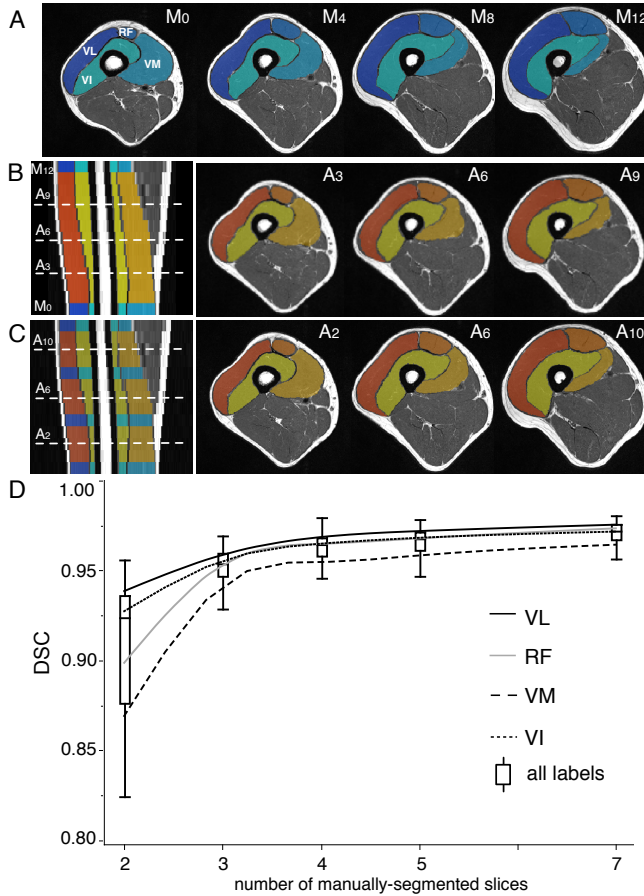 A
M0
M4
M8
M12
RF
VL
VM
VI
B
M12
A9
A6
A3
M0
A3
A6
A9
C
A10
A6
A2
A2
A6
A10
D
1.00
0.95
0.90
0.85
0.80
DSC
2
3
4
5
7
number of manually-segmented slices
VL
RF
VM
VI
all labels